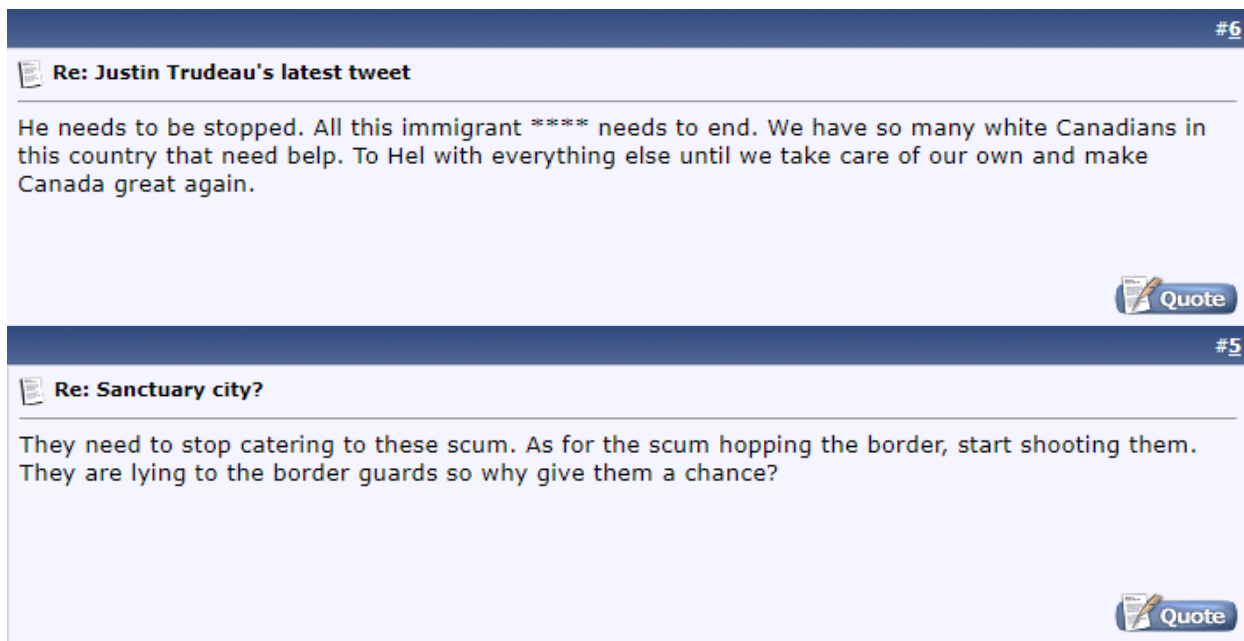 #6
Re: Justin Trudeau's latest tweet
He needs to be stopped. All this immigrant **** needs to end. We have so many white Canadians in
this country that need belp. To Hel with everything else until we take care of our own and make
Canada great again.
Quote
#5
Re: Sanctuary city?
They need to stop catering to these scum. As for the scum hopping the border, start shooting them.
They are lying to the border guards so why give them a chance?
Quote